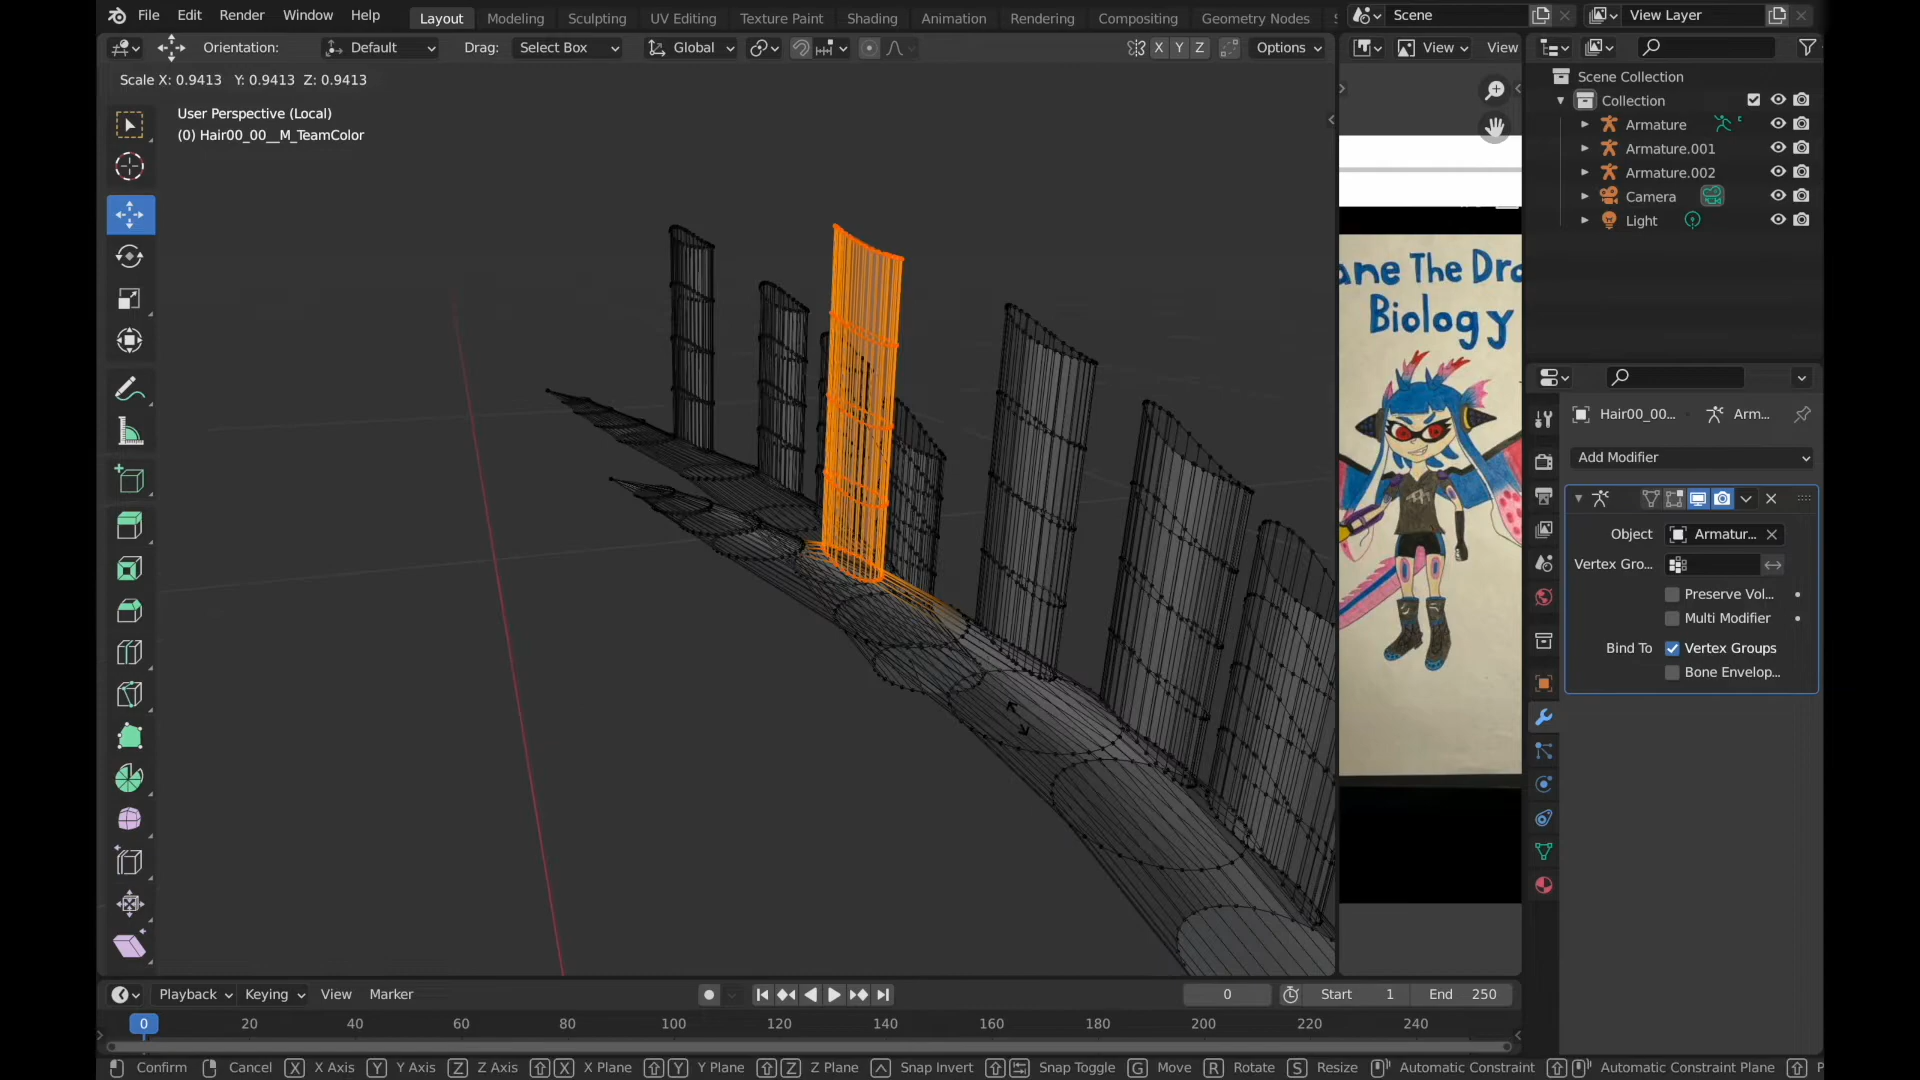 File Edit Render Window Help Layout Modeling Sculpting UV Editing Texture Paint Shading Animation Rendering Compositing Geometry Nodes Scene View Layer
Orientation: Default Drag: Select Box Global X Y Z Options View View
Scale X: 0.9413 Y: 0.9413 Z: 0.9413
User Perspective (Local)
(0) Hair00_00__M_TeamColor
ane The Dra
Biology
Scene Collection
Collection
Armature
Armature.001
Armature.002
Camera
Light
Hair00_00... Arm...
Add Modifier
Object Armatur...
Vertex Gro...
Preserve Vol...
Multi Modifier
Bind To Vertex Groups
Bone Envelop...
Playback Keying View Marker 0 Start 1 End 250
0 20 40 60 80 100 120 140 160 180 200 220 240
Confirm Cancel X X Axis Y Y Axis Z Z Axis X X Plane Y Y Plane Z Z Plane Snap Invert Snap Toggle G Move R Rotate S Resize Automatic Constraint Automatic Constraint Plane